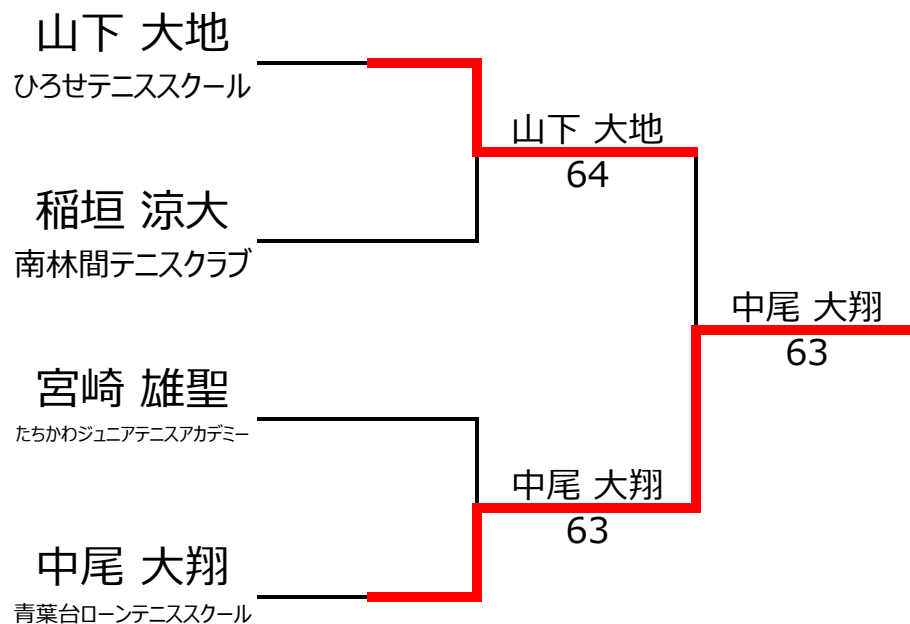 山下 大地
ひろせテニススクール
山下 大地
64
稲垣 涼大
南林間テニスクラブ
中尾 大翔
63
宮崎 雄聖
たちかわジュニアテニスアカデミー
中尾 大翔
63
中尾 大翔
青葉台ローンテニススクール